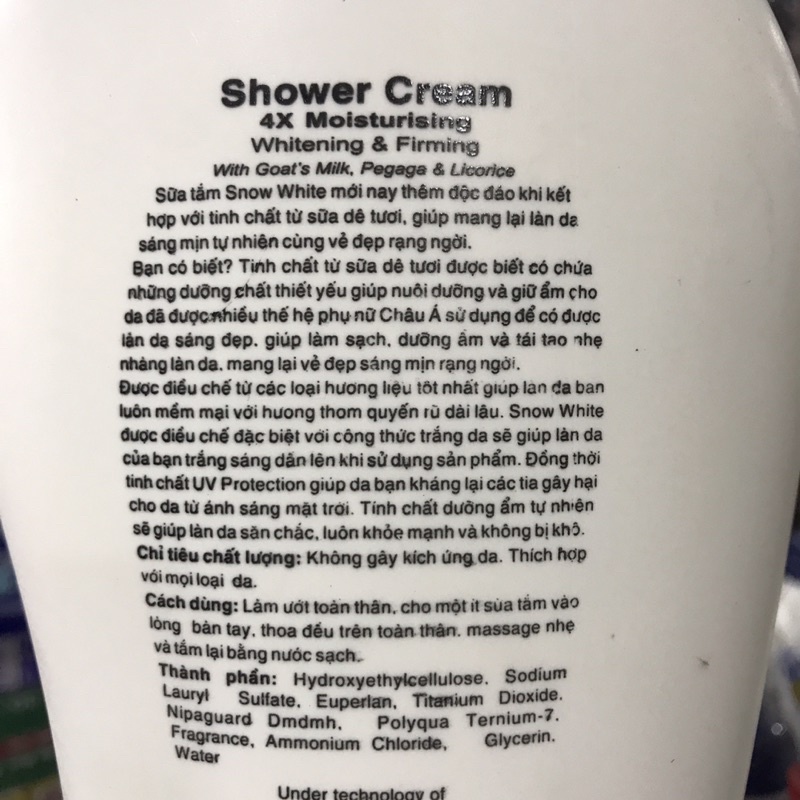 Shower Cream
4X Moisturising
Whitening & Firming
With Goat's Milk, Pegaga & Licorice
Sữa tắm Snow White mới nay thêm độc đáo khi kết
hợp với tinh chất từ sữa dê tươi, giúp mang lại làn da
sáng mịn tự nhiên cùng vẻ đẹp rạng ngời.
Bạn có biết? Tinh chất từ sữa dê tươi được biết có chứa
những dưỡng chất thiết yếu giúp nuôi dưỡng và giữ ẩm cho
da đã được nhiều thế hệ phụ nữ Châu Á sử dụng để có được
làn da sáng đẹp. giúp làm sạch, dưỡng ẩm và tái tạo nhẹ
nhàng làn da. mang lại vẻ đẹp sáng mịn rạng ngời.
Được điều chế từ các loại hương liệu tốt nhất giúp làn da bạn
luôn mềm mại với hương thơm quyến rũ dài lâu. Snow White
được điều chế đặc biệt với công thức trắng da sẽ giúp làn da
của bạn trắng sáng dần lên khi sử dụng sản phẩm. Đồng thời
tinh chất UV Protection giúp da bạn kháng lại các tia gây hại
cho da từ ánh sáng mặt trời. Tính chất dưỡng ẩm tự nhiên
sẽ giúp làn da săn chắc, luôn khỏe mạnh và không bị khô.
Chỉ tiêu chất lượng: Không gây kích ứng da. Thích hợp
với mọi loại da.
Cách dùng: Làm ướt toàn thân, cho một ít sữa tắm vào
lòng bàn tay, thoa đều trên toàn thân. massage nhẹ
và tắm lại bằng nước sạch.
Thành phần: Hydroxyethylcellulose. Sodium
Lauryl Sulfate, Euperlan, Titanium Dioxide.
Nipaguard Dmdmh, Polyqua Ternium-7.
Fragrance, Ammonium Chloride, Glycerin.
Water
Under technology of